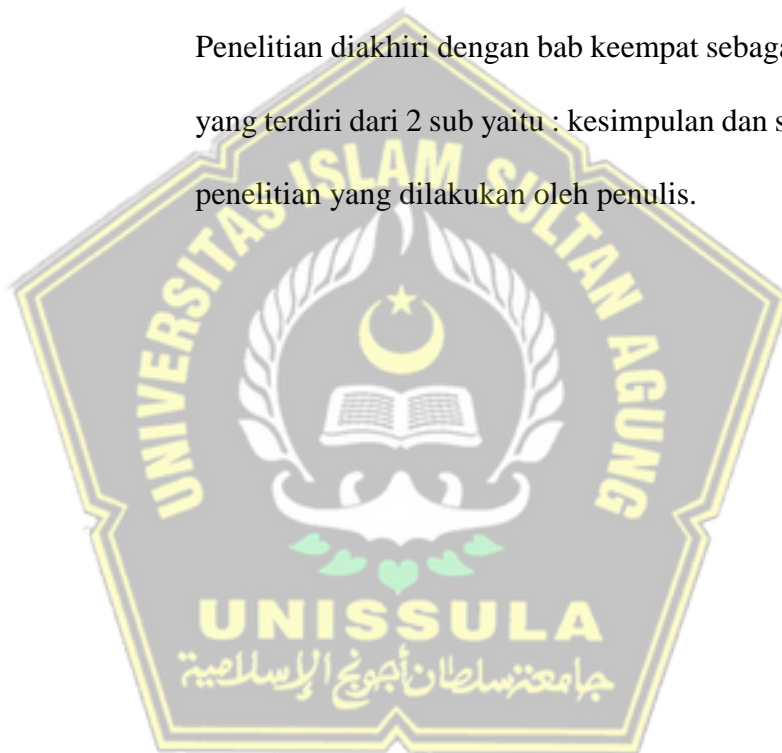 Penelitian diakhiri dengan bab keempat
yang terdiri dari 2 sub yaitu : kesimpulan dan
penelitian yang dilakukan oleh penulis.
UNIVERSITAS ISLAM SULTAN AGUNG
UNISSULA
جامعة سلطان أجونج الإسلامية